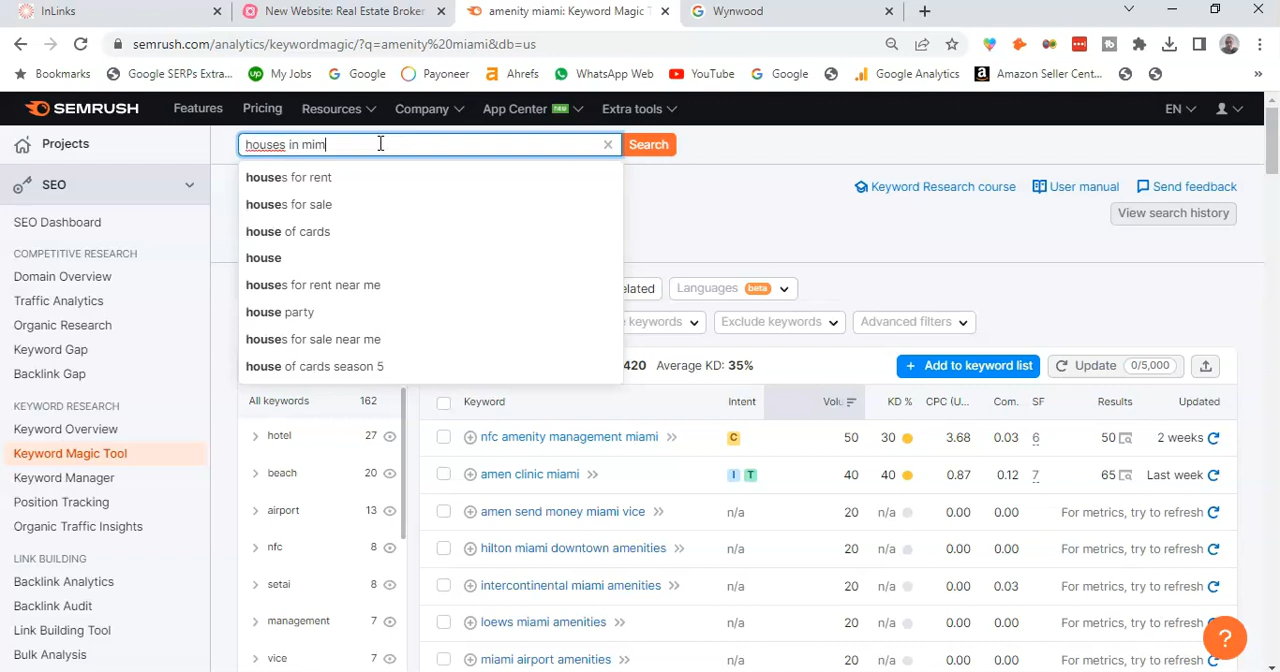 InLinks
New Website: Real Estate Broker
amenity miami: Keyword Magic T
Wynwood
semrush.com/analytics/keywordmagic/?q=amenity%20miami&db=us
Bookmarks
Google SERPs Extra...
My Jobs
Google
Payoneer
Ahrefs
WhatsApp Web
YouTube
Google
Google Analytics
Amazon Seller Cent...
SEMRUSH
Features
Pricing
Resources
Company
App Center
new
Extra tools
EN
Projects
houses in mim
Search
SEO
houses for rent
houses for sale
house of cards
house
houses for rent near me
house party
houses for sale near me
house of cards season 5
Keyword Research course
User manual
Send feedback
View search history
SEO Dashboard
COMPETITIVE RESEARCH
Domain Overview
Traffic Analytics
Organic Research
Keyword Gap
Backlink Gap
KEYWORD RESEARCH
Keyword Overview
Keyword Magic Tool
Keyword Manager
Position Tracking
Organic Traffic Insights
LINK BUILDING
Backlink Analytics
Backlink Audit
Link Building Tool
Bulk Analysis
elated
Languages beta
e keywords
Exclude keywords
Advanced filters
420 Average KD: 35%
+ Add to keyword list
Update 0/5,000
All keywords 162
hotel 27
beach 20
airport 13
nfc 8
setai 8
management 7
vice 7
Keyword Intent Volu KD % CPC (U... Com. SF Results Updated
nfc amenity management miami C 50 30 3.68 0.03 6 50 2 weeks
amen clinic miami I T 40 40 0.87 0.12 7 65 Last week
amen send money miami vice n/a 20 n/a 0.00 0.00 For metrics, try to refresh
hilton miami downtown amenities n/a 20 n/a 0.00 0.00 For metrics, try to refresh
intercontinental miami amenities n/a 20 n/a 0.00 0.03 For metrics, try to refresh
loews miami amenities n/a 20 n/a 0.00 0.00 For metrics, try to refresh
miami airport amenities n/a 20 n/a 0.00 0.00 For metrics, try to refresh
?